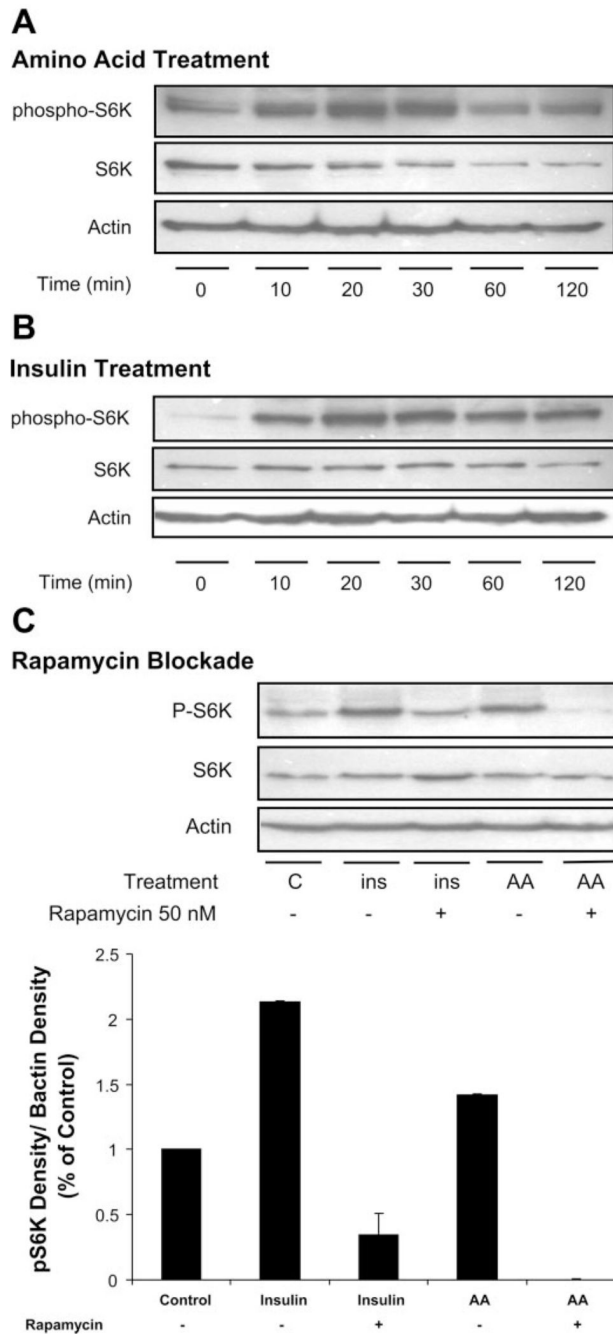 A
Amino Acid Treatment
phospho-S6K
S6K
Actin
Time (min) 0 10 20 30 60 120
B
Insulin Treatment
phospho-S6K
S6K
Actin
Time (min) 0 10 20 30 60 120
C
Rapamycin Blockade
P-S6K
S6K
Actin
Treatment C ins ins AA AA
Rapamycin 50 nM - - + - +
pS6K Density/ Bactin Density
(% of Control)
2.5
2
1.5
1
0.5
0
Control Insulin Insulin AA AA
Rapamycin - - + - +